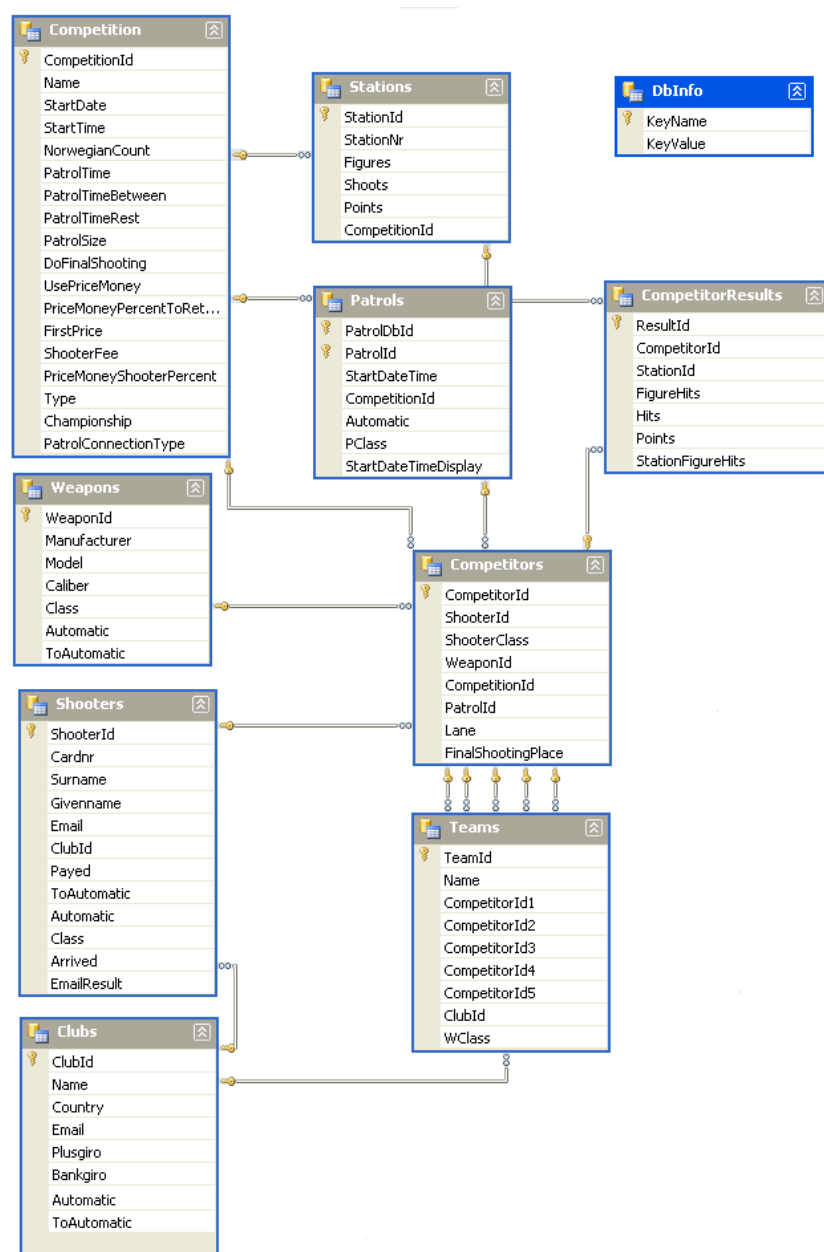 Competition
CompetitionId
Name
StartDate
StartTime
NorwegianCount
PatrolTime
PatrolTimeBetween
PatrolTimeRest
PatrolSize
DoFinalShooting
UsePriceMoney
PriceMoneyPercentToRet...
FirstPrice
ShooterFee
PriceMoneyShooterPercent
Type
Championship
PatrolConnectionType
Stations
StationId
StationNr
Figures
Shoots
Points
CompetitionId
DbInfo
KeyName
KeyValue
Patrols
PatrolDbId
PatrolId
StartDateTime
CompetitionId
Automatic
PClass
StartDateTimeDisplay
CompetitorResults
ResultId
CompetitorId
StationId
FigureHits
Hits
Points
StationFigureHits
Weapons
WeaponId
Manufacturer
Model
Caliber
Class
Automatic
ToAutomatic
Competitors
CompetitorId
ShooterId
ShooterClass
WeaponId
CompetitionId
PatrolId
Lane
FinalShootingPlace
Shooters
ShooterId
Cardnr
Surname
Givenname
Email
ClubId
Payed
ToAutomatic
Automatic
Class
Arrived
EmailResult
Teams
TeamId
Name
CompetitorId1
CompetitorId2
CompetitorId3
CompetitorId4
CompetitorId5
ClubId
WClass
Clubs
ClubId
Name
Country
Email
Plusgiro
Bankgiro
Automatic
ToAutomatic